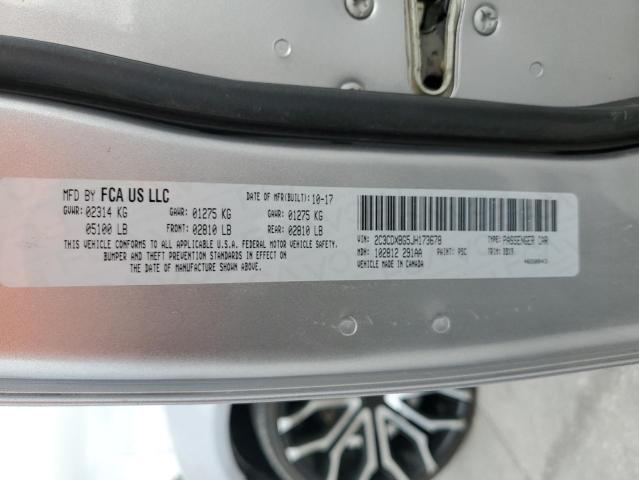 MFD BY FCA US LLC
DATE OF MFR(BUILT): 10-17
GVWR: 02314 KG GAWR: 01275 KG GAWR: 01275 KG
05100 LB FRONT: 02810 LB REAR: 02810 LB
THIS VEHICLE CONFORMS TO ALL APPLICABLE U.S.A. FEDERAL MOTOR VEHICLE SAFETY,
BUMPER AND THEFT PREVENTION STANDARDS IN EFFECT ON
THE DATE OF MANUFACTURE SHOWN ABOVE.
VIN: 2C3CDXBG5JH173678 TYPE: PASSENGER CAR
MDH: 102812 291AA PAINT: PSC TRIM:
VEHICLE MADE IN CANADA